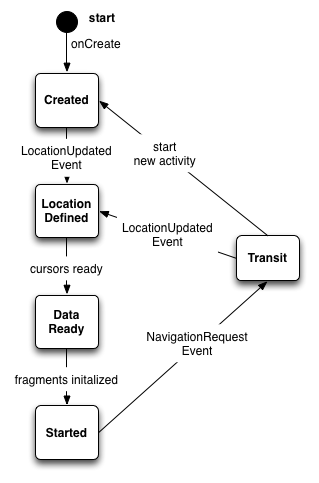 start
onCreate
Created
LocationUpdated
Event
start
new activity
Location
Defined
LocationUpdated
Event
Transit
cursors ready
Data
Ready
NavigationRequest
Event
fragments initalized
Started